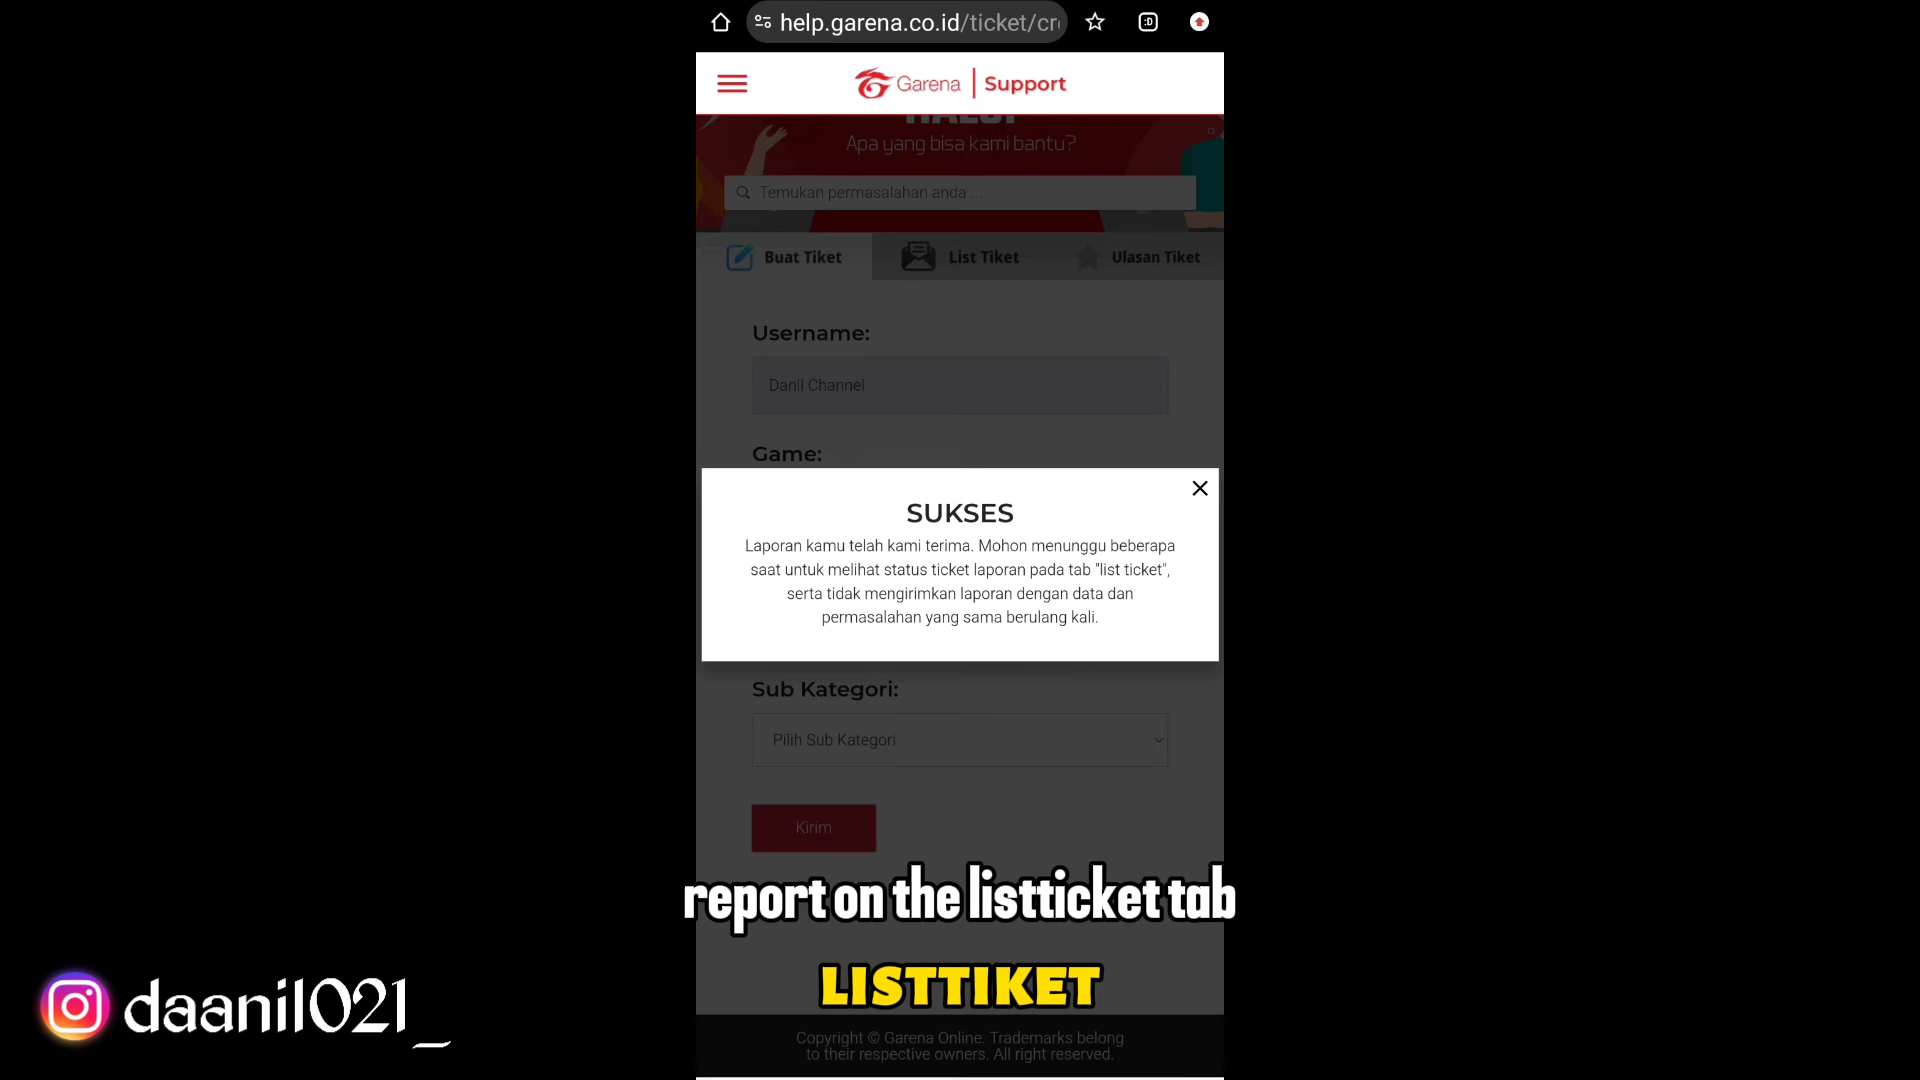 help.garena.co.id/ticket/cr
:D
Garena | Support
Apa yang bisa kami bantu?
Temukan permasalahan anda ...
Buat Tiket
List Tiket
Ulasan Tiket
Username:
Danil Channel
Game:
SUKSES
Laporan kamu telah kami terima. Mohon menunggu beberapa
saat untuk melihat status ticket laporan pada tab "list ticket",
serta tidak mengirimkan laporan dengan data dan
permasalahan yang sama berulang kali.
Sub Kategori:
Pilih Sub Kategori
Kirim
report on the listticket tab
LISTTIKET
daanil021_
Copyright © Garena Online. Trademarks belong
to their respective owners. All right reserved.